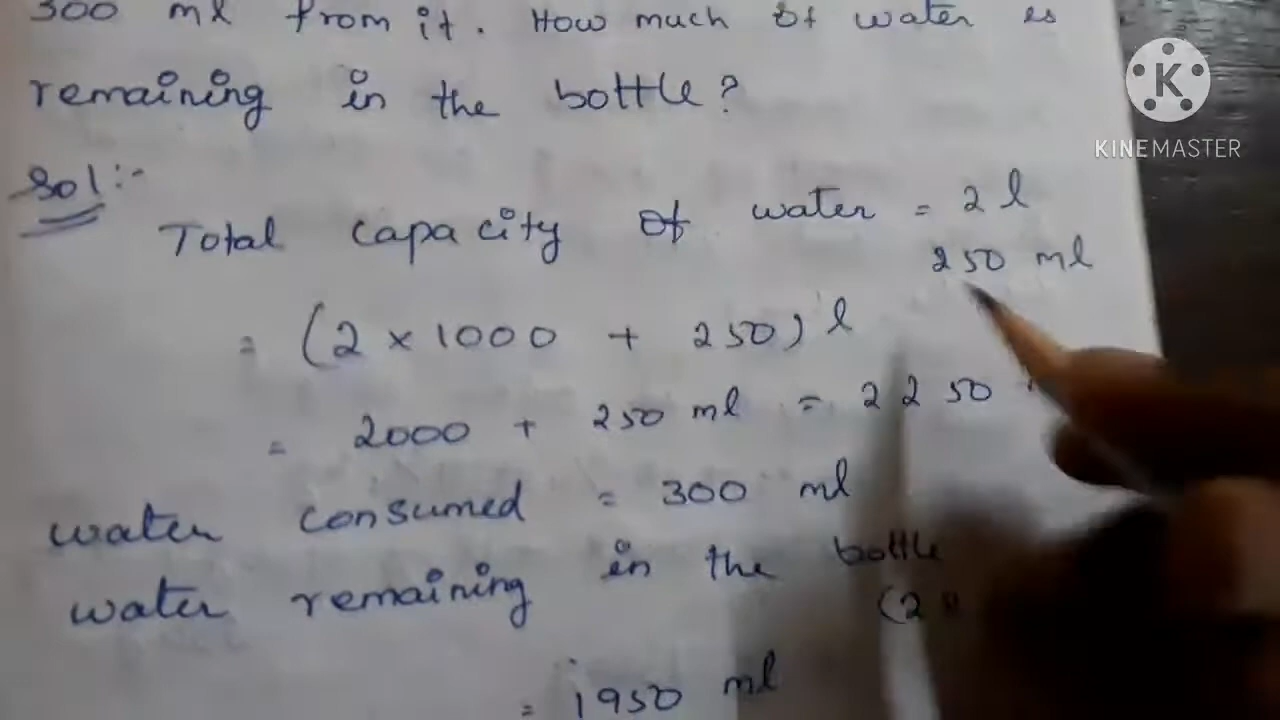 300 ml from it. How much of water is
remaining in the bottle?
Sol:-
Total capacity of water = 2 l
250 ml
= (2 × 1000 + 250) l
= 2000 + 250 ml = 2250
water consumed = 300 ml
water remaining in the bottle
(2
= 1950 ml
K
KINEMASTER